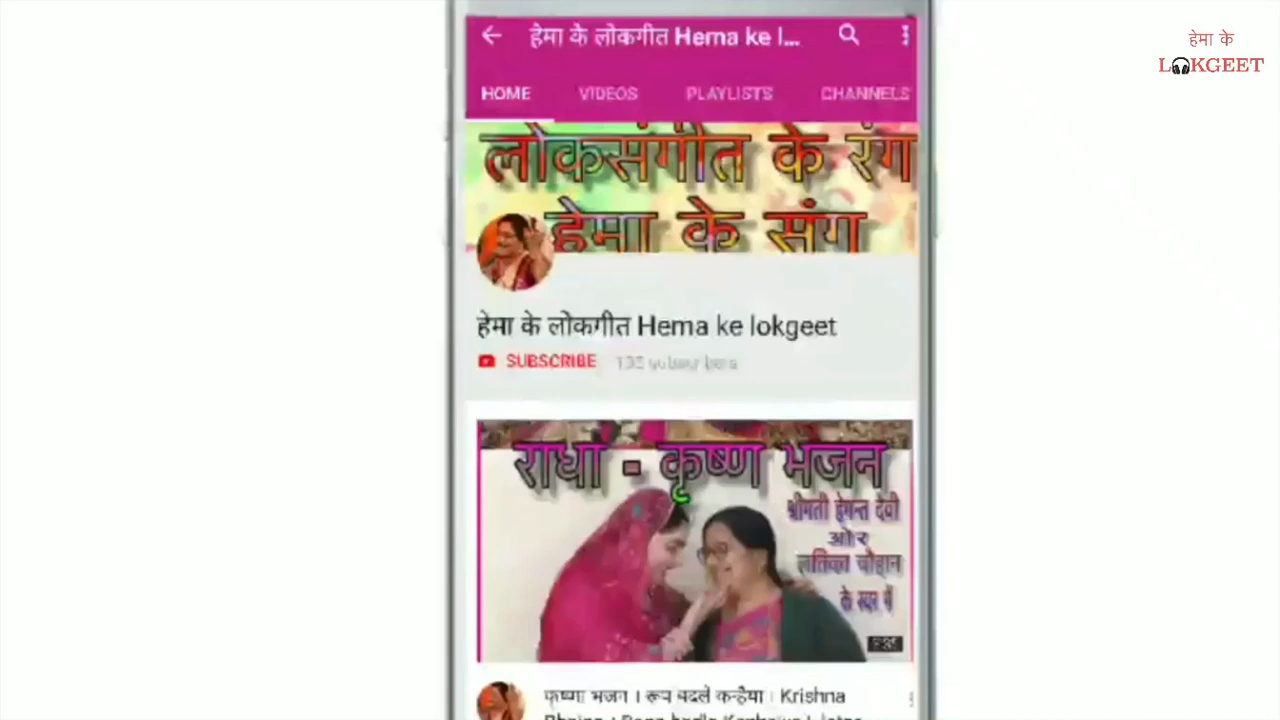 हेमा के लोकगीत Hema ke l...
HOME VIDEOS PLAYLISTS CHANNELS
लोकसंगीत के रंग
हेमा के संग
हेमा के लोकगीत Hema ke lokgeet
SUBSCRIBE
राधा - कृष्ण भजन
श्रीमती हेमन्त देवी
और
लतिका चौहान
के स्वर में
कृष्णा भजन । रूप बदले कन्हैया । Krishna
हेमा के
LOKGEET